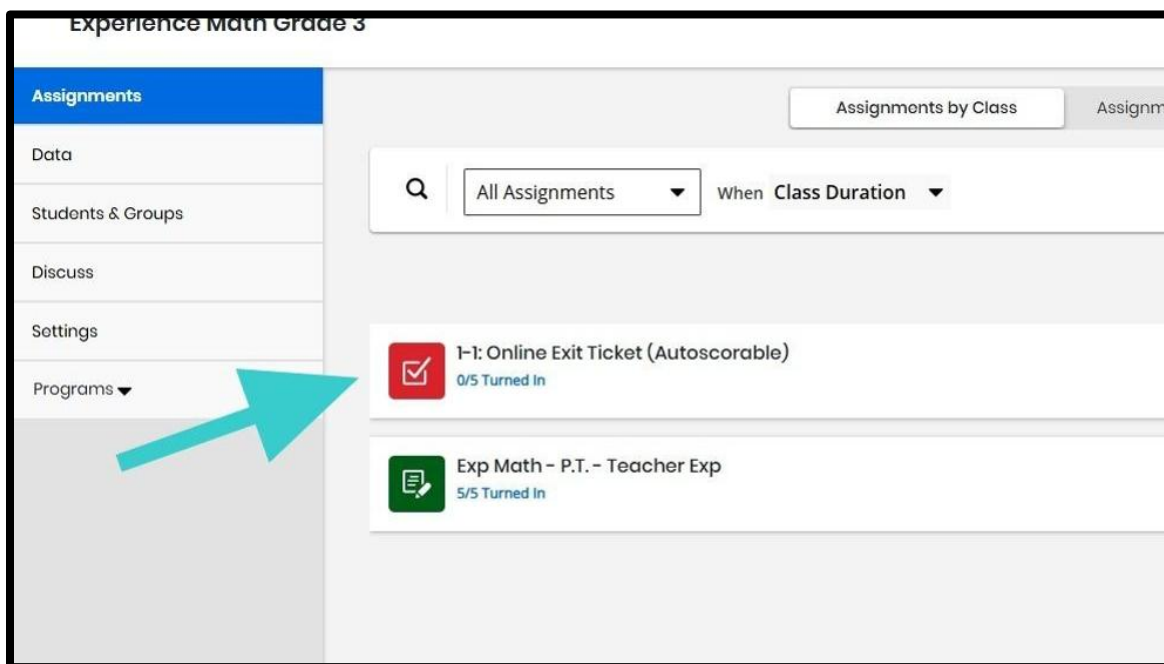 Experience Math Grade 3
Assignments
Data
Students & Groups
Discuss
Settings
Programs
Assignments by Class
Assignm
All Assignments When Class Duration
1-1: Online Exit Ticket (Autoscorable)
0/5 Turned In
Exp Math - P.T. - Teacher Exp
5/5 Turned In